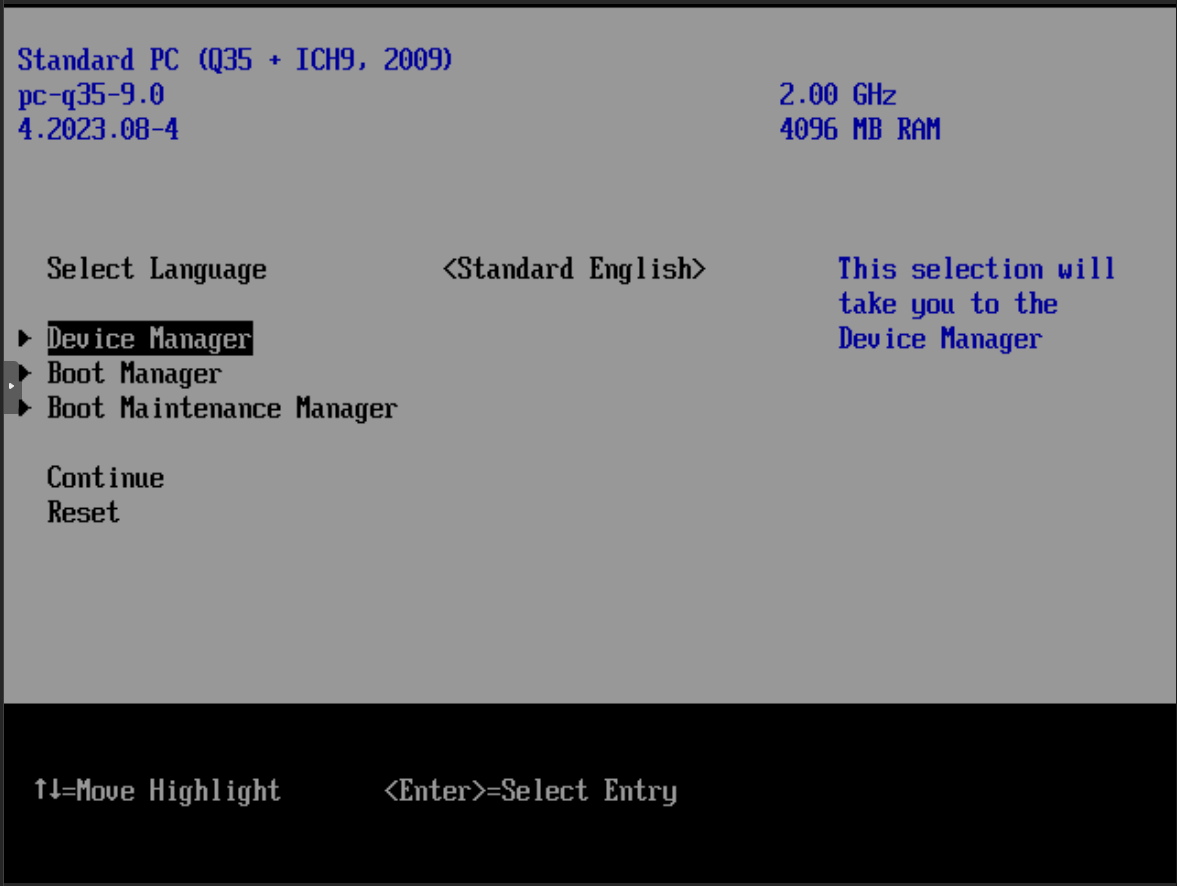 Standard PC (Q35 + ICH9, 2009)
pc-q35-9.0 2.00 GHz
4.2023.08-4 4096 MB RAM
Select Language <Standard English> This selection will
take you to the
Device Manager Device Manager
Boot Manager
Boot Maintenance Manager
Continue
Reset
↑↓=Move Highlight <Enter>=Select Entry